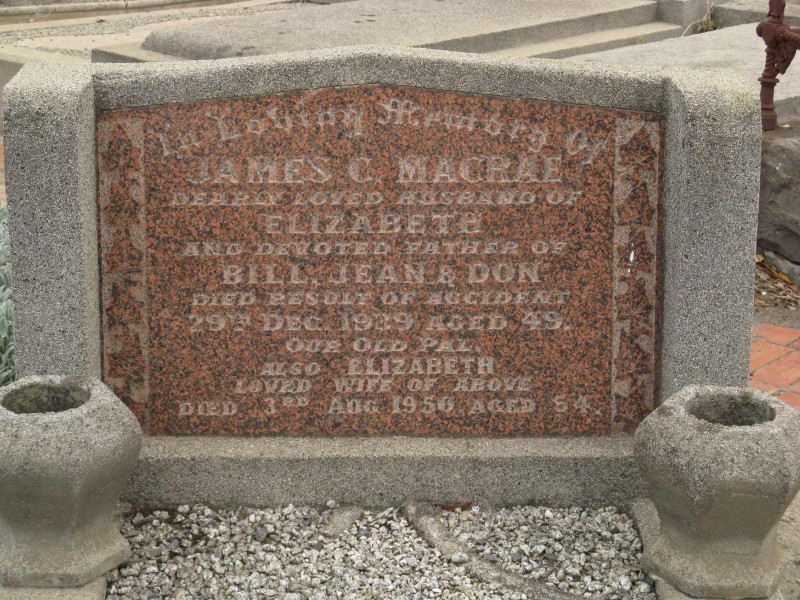 In Loving Memory Of
JAMES C. MACRAE
DEARLY LOVED HUSBAND OF
ELIZABETH
AND DEVOTED FATHER OF
BILL, JEAN & DON
DIED RESULT OF ACCIDENT
29TH DEC. 1939 AGED 49.
OUR OLD PAL
ALSO ELIZABETH
LOVED WIFE OF ABOVE
DIED 3RD AUG 1950 AGED 54.